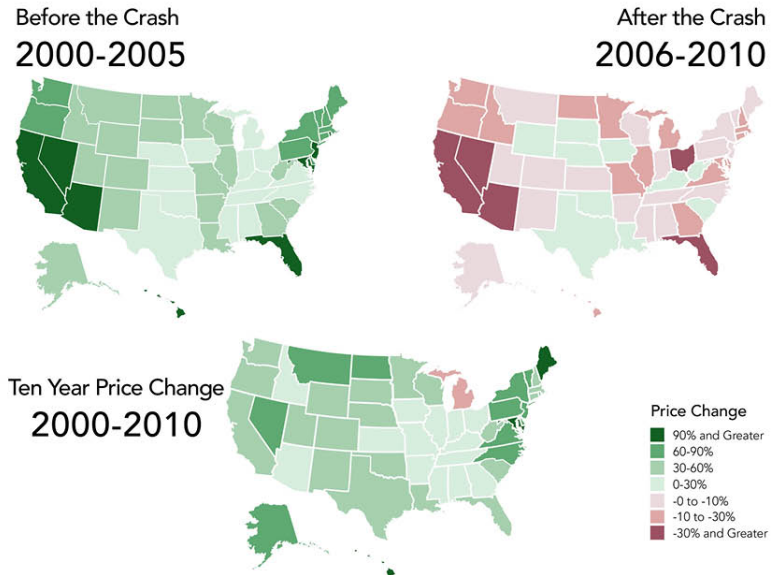 Before the Crash
2000-2005
After the Crash
2006-2010
Ten Year Price Change
2000-2010
Price Change
90% and Greater
60-90%
30-60%
0-30%
-0 to -10%
-10 to -30%
-30% and Greater